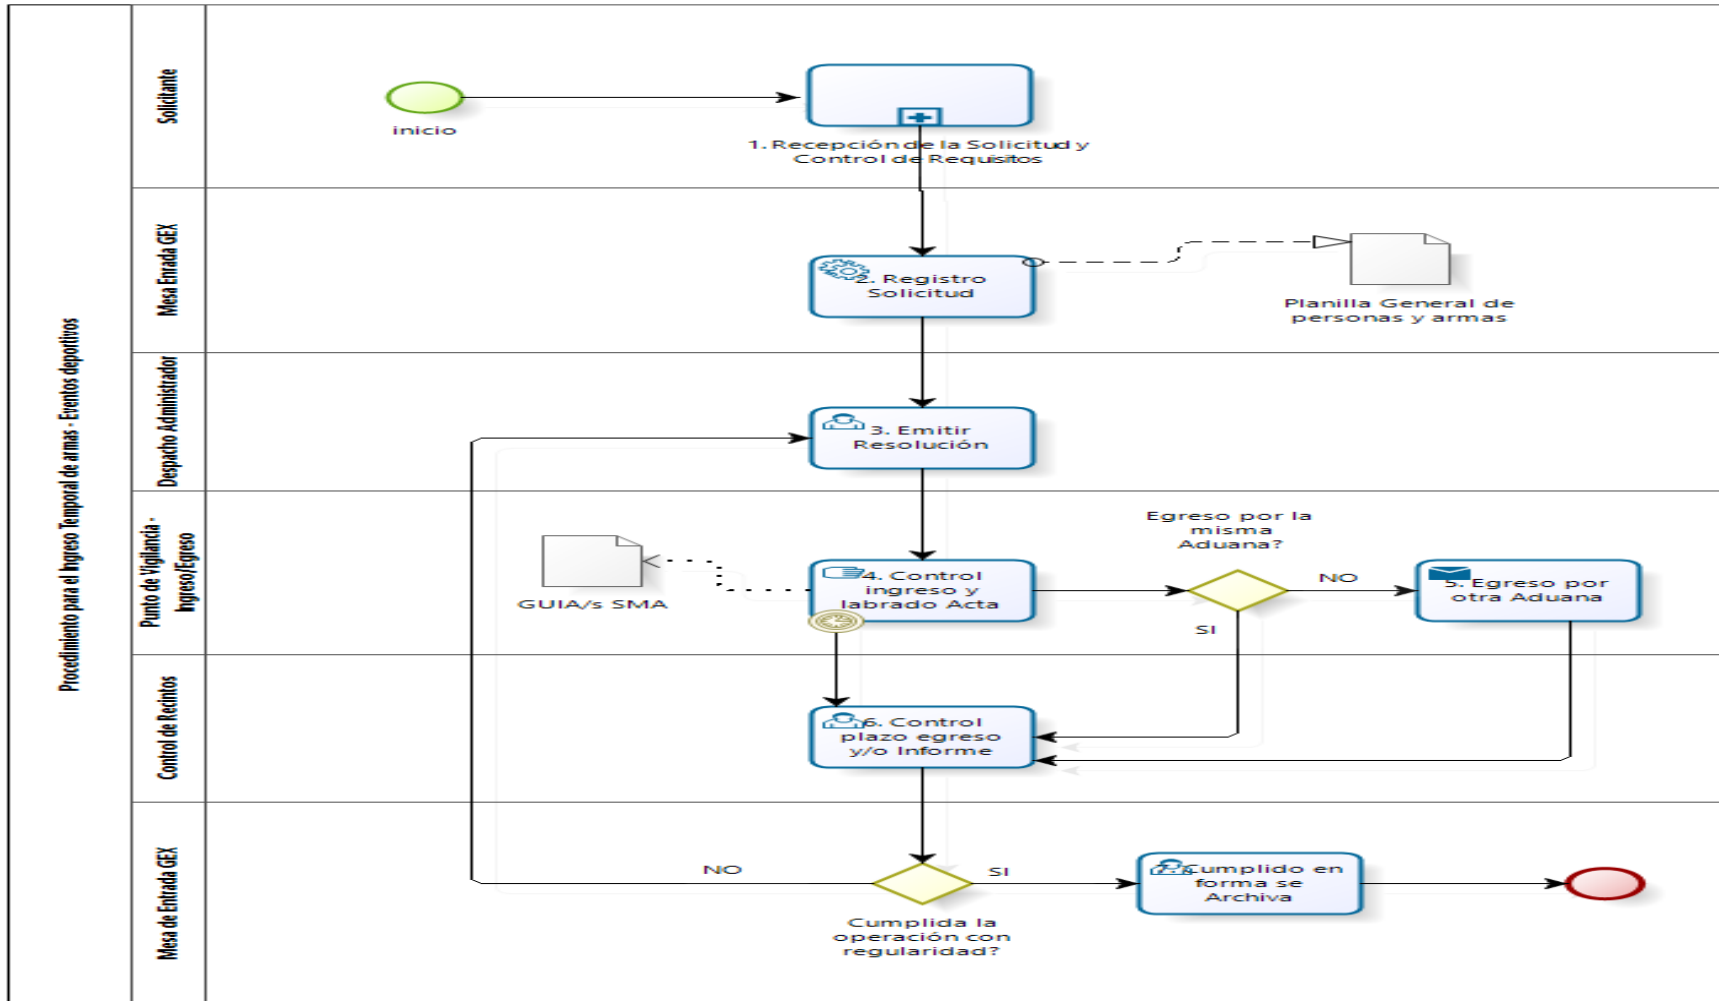 Procedimiento para el Ingreso Temporal de armas - Eventos deportivos
Solicitante
inicio
1. Recepción de la Solicitud y
Control de Requisitos
Mesa Enrada GEX
2. Registro
Solicitud
Planilla General de
personas y armas
Despacho Administrador
3. Emitir
Resolución
Punto de Vigilancia -
Ingreso/Egreso
GUIA/s SMA
4. Control
ingreso y
labrado Acta
Egreso por la
misma
Aduana?
NO
SI
5. Egreso por
otra Aduana
Control de Recintos
6. Control
plazo egreso
y/o Informe
Mesa de Entrada GEX
NO
SI
Cumplida la
operación con
regularidad?
7. Cumplido en
forma se
Archiva